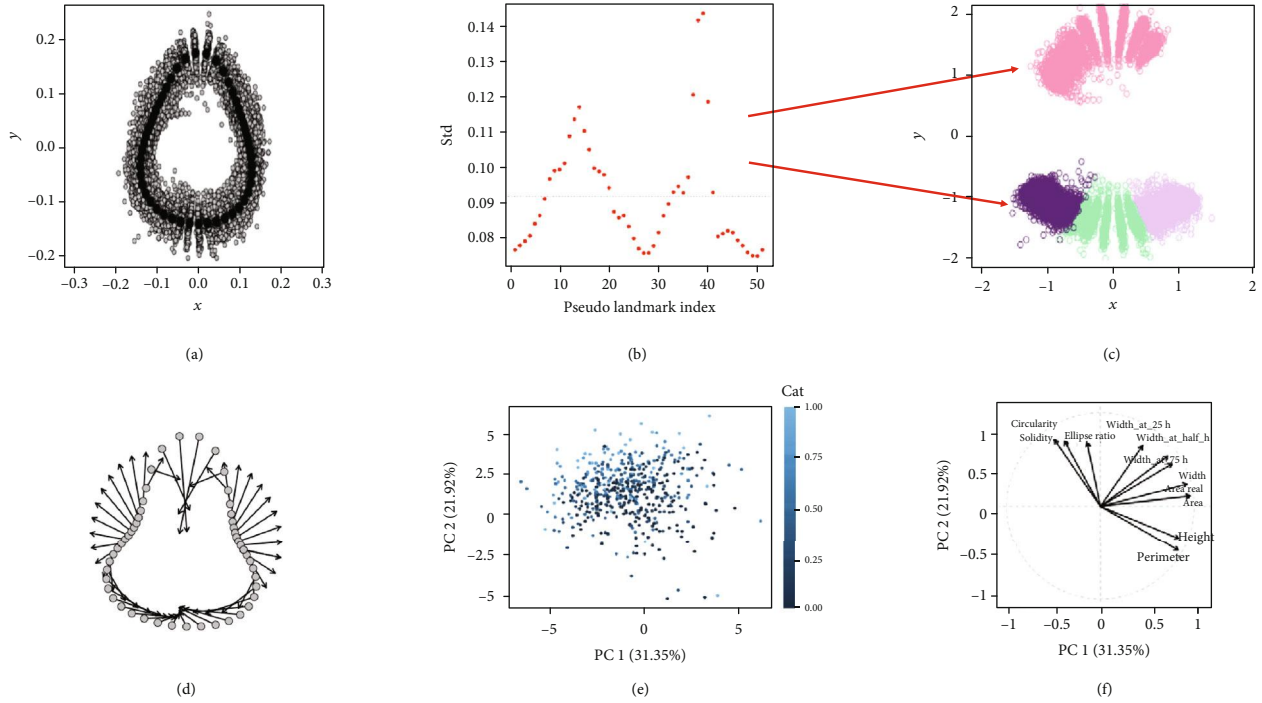 0.2
0.1
0.0
−0.1
−0.2
y
−0.3
−0.2
−0.1
0.0
0.1
0.2
0.3
x
(a)
0.14
0.13
0.12
0.11
0.10
0.09
0.08
Std
0
10
20
30
40
50
Pseudo landmark index
(b)
2
1
0
−1
−2
y
−2
−1
0
1
2
x
(c)
(d)
Cat
1.00
0.75
0.50
0.25
0.00
5
2.5
0
−2.5
−5
PC 2 (21.92%)
−5
0
5
PC 1 (31.35%)
(e)
Circularity
Solidity
Ellipse ratio
Width_at_25 h
Width_at_half_h
Width_at_75 h
Width
Area real
Area
Height
Perimeter
1
0.5
0
−0.5
−1
PC 2 (21.92%)
−1
−0.5
0
0.5
1
PC 1 (31.35%)
(f)